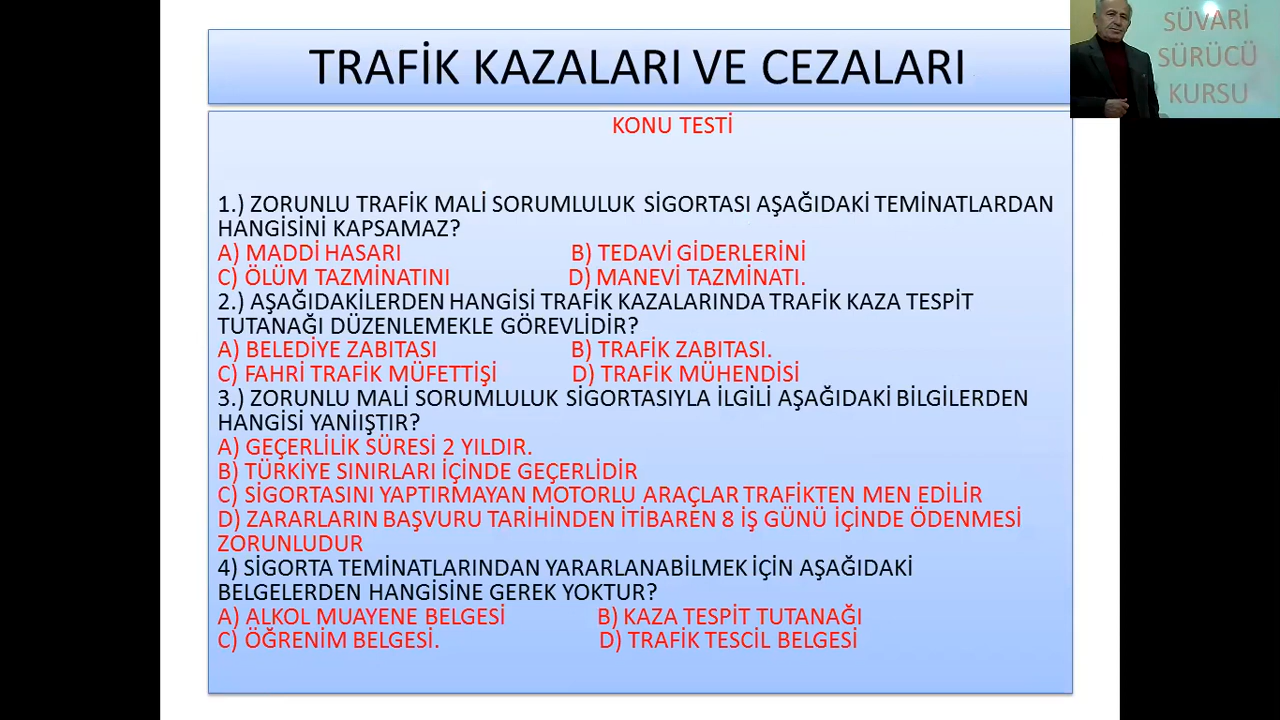 TRAFİK KAZALARI VE CEZALARI
SÜVARİ
SÜRÜCÜ
KURSU
KONU TESTİ
1.) ZORUNLU TRAFİK MALİ SORUMLULUK SİGORTASI AŞAĞIDAKİ TEMİNATLARDAN
HANGİSİNİ KAPSAMAZ?
A) MADDİ HASARI B) TEDAVİ GİDERLERİNİ
C) ÖLÜM TAZMİNATINI D) MANEVİ TAZMİNATI.
2.) AŞAĞIDAKİLERDEN HANGİSİ TRAFİK KAZALARINDA TRAFİK KAZA TESPİT
TUTANAĞI DÜZENLEMEKLE GÖREVLİDİR?
A) BELEDİYE ZABITASI B) TRAFİK ZABITASI.
C) FAHRİ TRAFİK MÜFETTİŞİ D) TRAFİK MÜHENDİSİ
3.) ZORUNLU MALİ SORUMLULUK SİGORTASIYLA İLGİLİ AŞAĞIDAKİ BİLGİLERDEN
HANGİSİ YANİIŞTIR?
A) GEÇERLİLİK SÜRESİ 2 YILDIR.
B) TÜRKİYE SINIRLARI İÇİNDE GEÇERLİDİR
C) SİGORTASINI YAPTIRMAYAN MOTORLU ARAÇLAR TRAFİKTEN MEN EDİLİR
D) ZARARLARIN BAŞVURU TARİHİNDEN İTİBAREN 8 İŞ GÜNÜ İÇİNDE ÖDENMESİ
ZORUNLUDUR
4) SİGORTA TEMİNATLARINDAN YARARLANABİLMEK İÇİN AŞAĞIDAKİ
BELGELERDEN HANGİSİNE GEREK YOKTUR?
A) ALKOL MUAYENE BELGESİ B) KAZA TESPİT TUTANAĞI
C) ÖĞRENİM BELGESİ. D) TRAFİK TESCİL BELGESİ